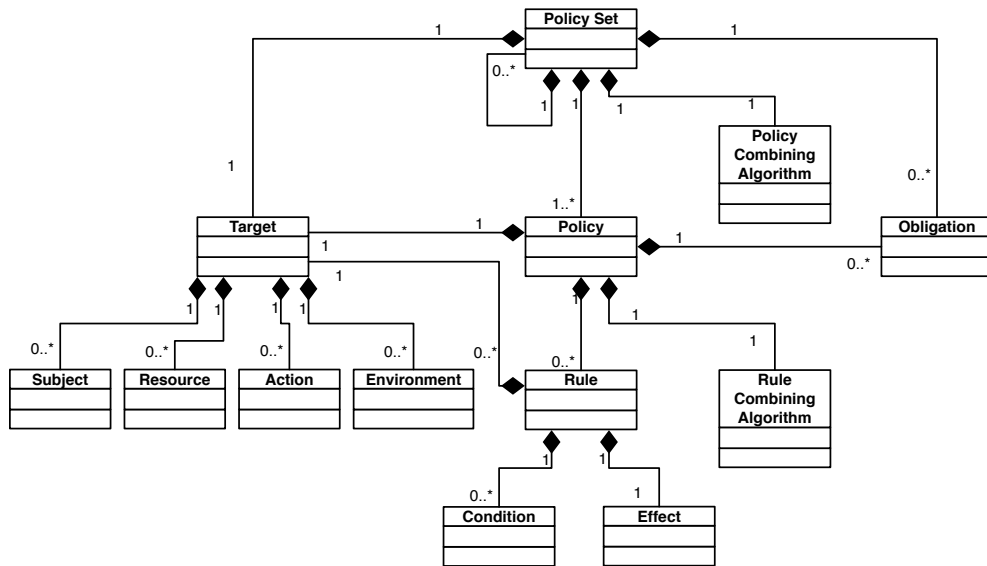 Policy Set
1
1
0..*
1
1
1
1
Policy
Combining
Algorithm
1
0..*
1..*
Target
1
Policy
1
Obligation
1
0..*
1
1
1
1
1
1
1
1
0..*
0..*
0..*
0..*
0..*
0..*
1
Subject
Resource
Action
Environment
Rule
Rule
Combining
Algorithm
1
1
0..*
1
Condition
Effect